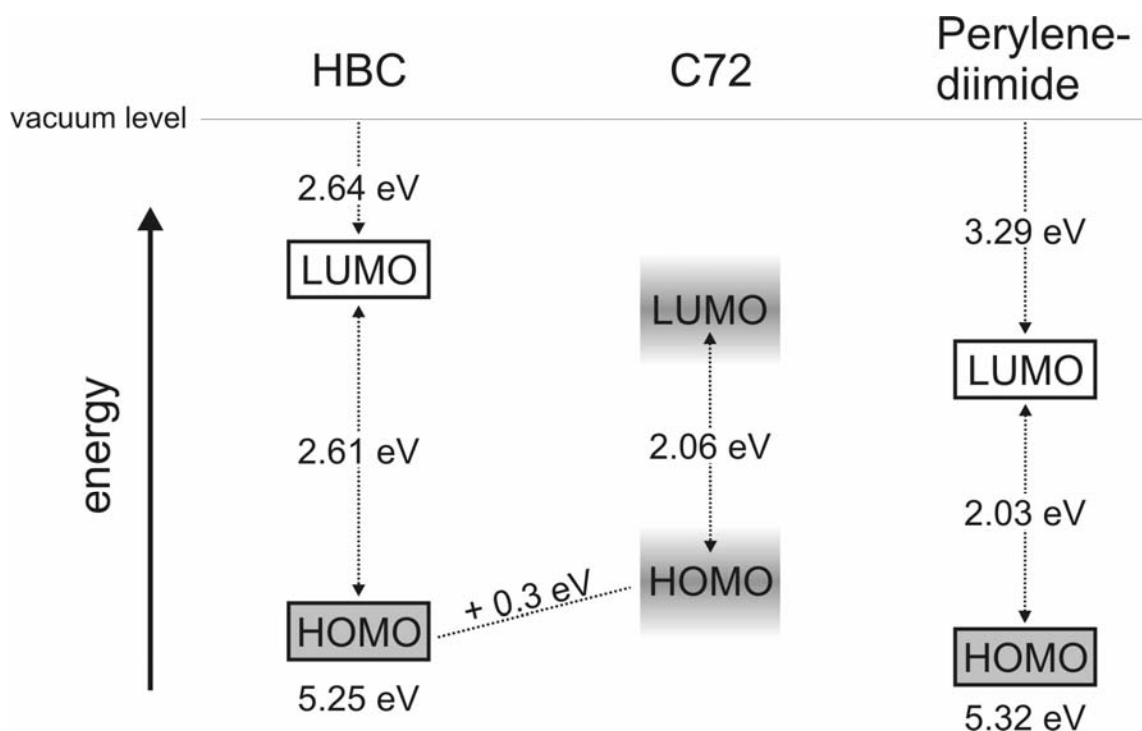 HBC
C72
Perylene-
diimide
vacuum level
2.64 eV
3.29 eV
LUMO
LUMO
LUMO
energy
2.61 eV
2.06 eV
2.03 eV
HOMO
+ 0.3 eV
HOMO
HOMO
5.25 eV
5.32 eV